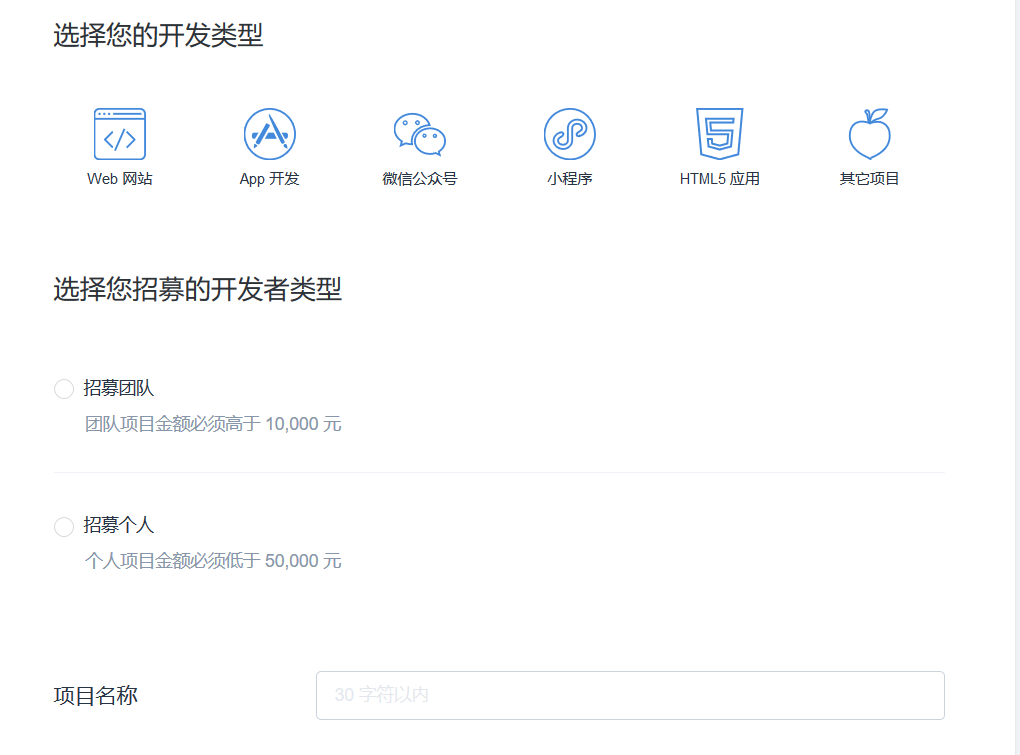 选择您的开发类型
Web 网站
App 开发
微信公众号
小程序
HTML5 应用
其它项目
选择您招募的开发者类型
招募团队
团队项目金额必须高于 10,000 元
招募个人
个人项目金额必须低于 50,000 元
项目名称
30 字符以内